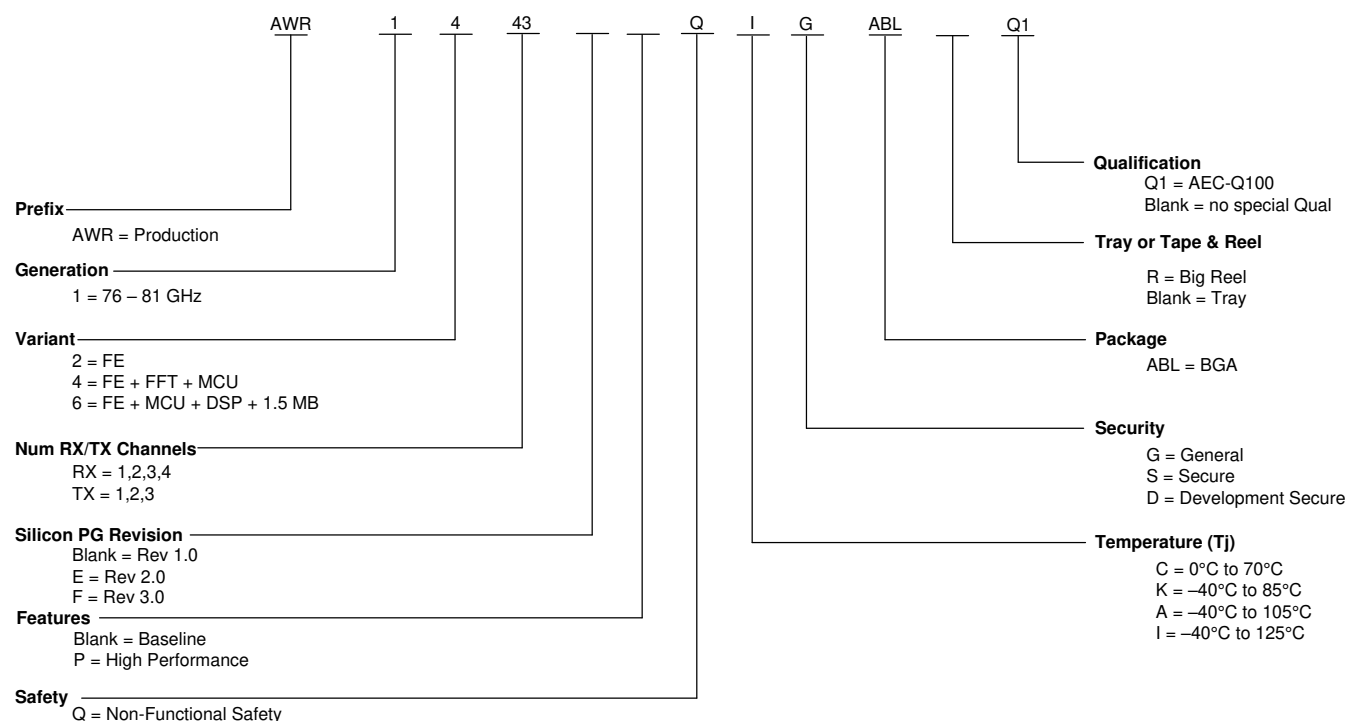 AWR 1 4 43 Q I G ABL Q1
Prefix
AWR = Production
Generation
1 = 76 – 81 GHz
Variant
2 = FE
4 = FE + FFT + MCU
6 = FE + MCU + DSP + 1.5 MB
Num RX/TX Channels
RX = 1,2,3,4
TX = 1,2,3
Silicon PG Revision
Blank = Rev 1.0
E = Rev 2.0
F = Rev 3.0
Features
Blank = Baseline
P = High Performance
Safety
Q = Non-Functional Safety
Qualification
Q1 = AEC-Q100
Blank = no special Qual
Tray or Tape & Reel
R = Big Reel
Blank = Tray
Package
ABL = BGA
Security
G = General
S = Secure
D = Development Secure
Temperature (Tj)
C = 0°C to 70°C
K = –40°C to 85°C
A = –40°C to 105°C
I = –40°C to 125°C